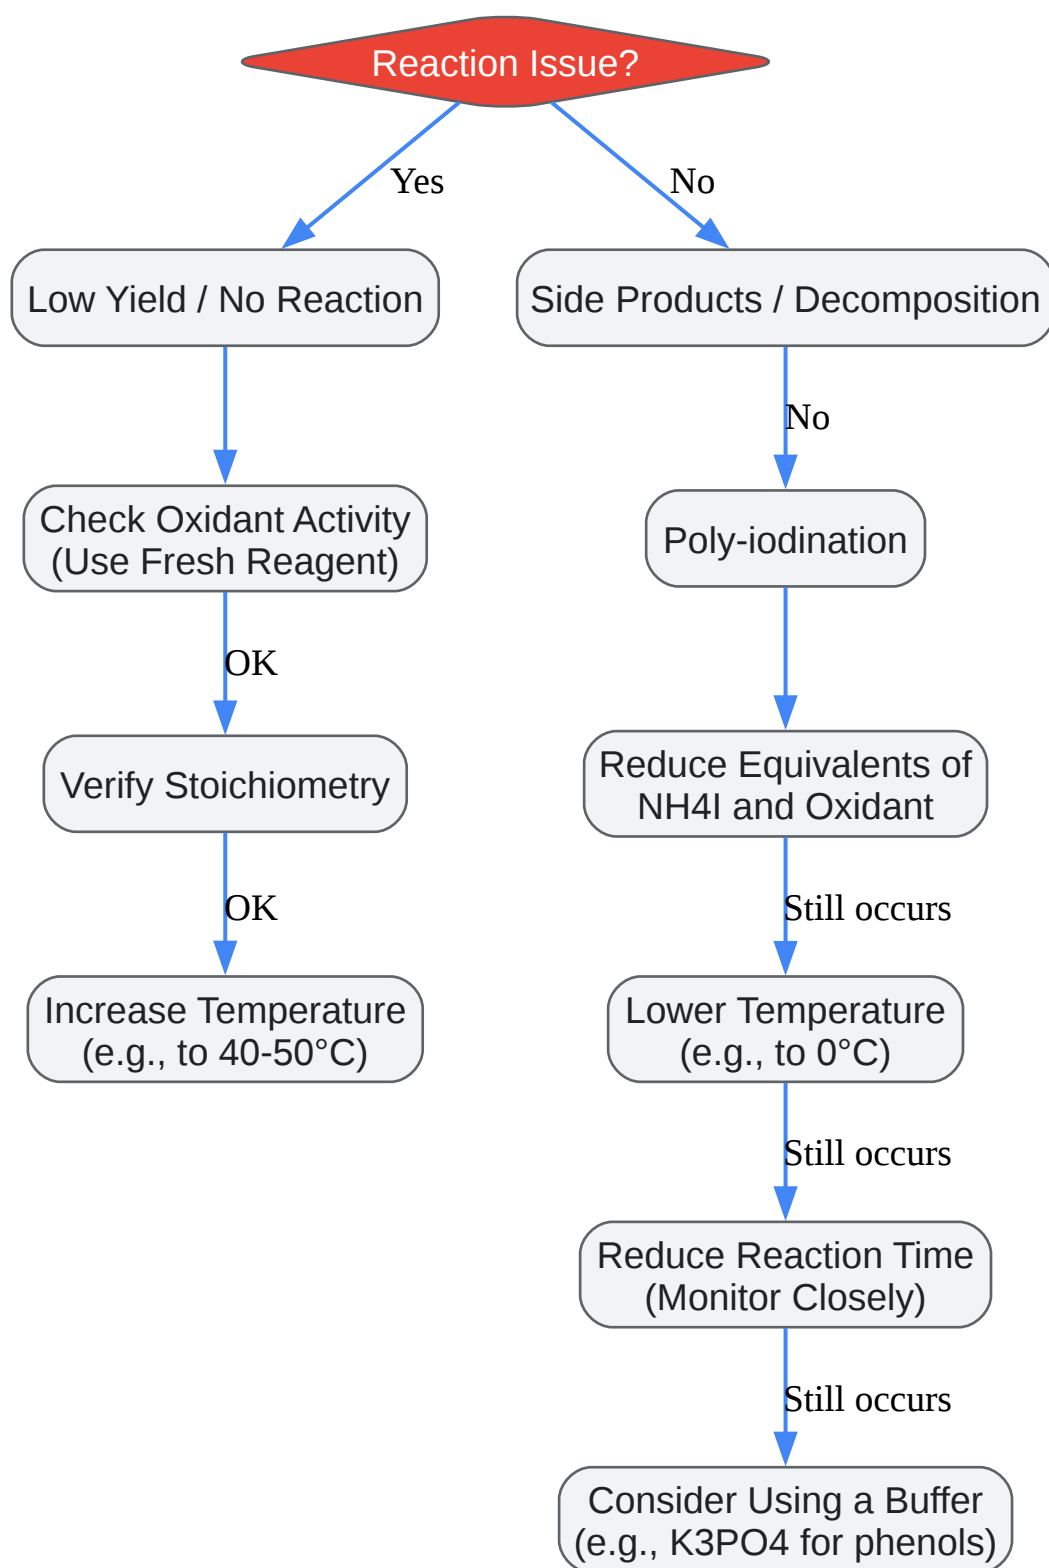 Reaction Issue?
Yes
No
Low Yield / No Reaction
Side Products / Decomposition
No
Check Oxidant Activity
(Use Fresh Reagent)
Poly-iodination
OK
Verify Stoichiometry
Reduce Equivalents of
NH4I and Oxidant
OK
Still occurs
Increase Temperature
(e.g., to 40-50°C)
Lower Temperature
(e.g., to 0°C)
Still occurs
Reduce Reaction Time
(Monitor Closely)
Still occurs
Consider Using a Buffer
(e.g., K3PO4 for phenols)